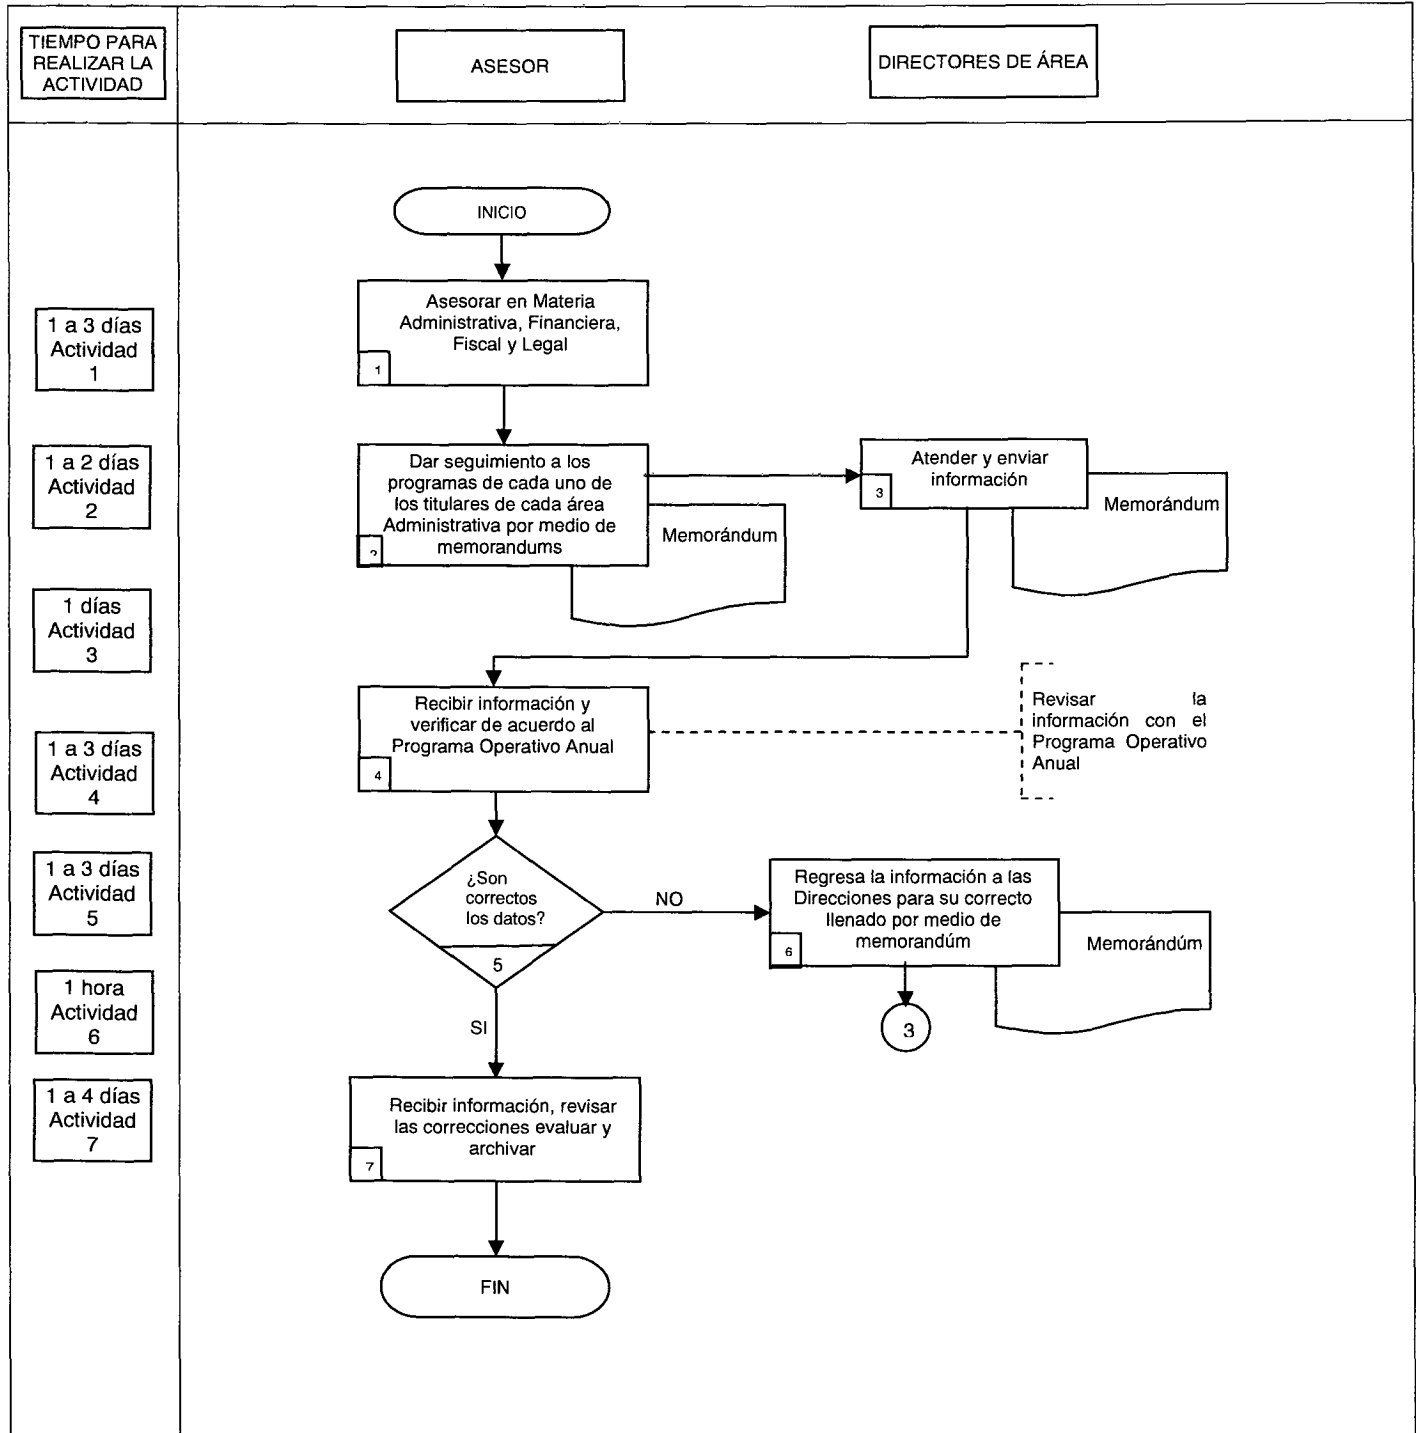 TIEMPO PARA
REALIZAR LA
ACTIVIDAD
ASESOR
DIRECTORES DE ÁREA
INICIO
1 a 3 días
Actividad
1
Asesorar en Materia
Administrativa, Financiera,
Fiscal y Legal
1
1 a 2 días
Actividad
2
Dar seguimiento a los
programas de cada uno de
los titulares de cada área
Administrativa por medio de
memorandums
2
Memorándum
Atender y enviar
información
3
Memorándum
1 días
Actividad
3
Recibir información y
verificar de acuerdo al
Programa Operativo Anual
4
Revisar la
información con el
Programa Operativo
Anual
1 a 3 días
Actividad
4
1 a 3 días
Actividad
5
¿Son
correctos
los datos?
5
NO
Regresa la información a las
Direcciones para su correcto
llenado por medio de
memorandúm
6
Memorándúm
3
1 hora
Actividad
6
SI
1 a 4 días
Actividad
7
Recibir información, revisar
las correcciones evaluar y
archivar
7
FIN